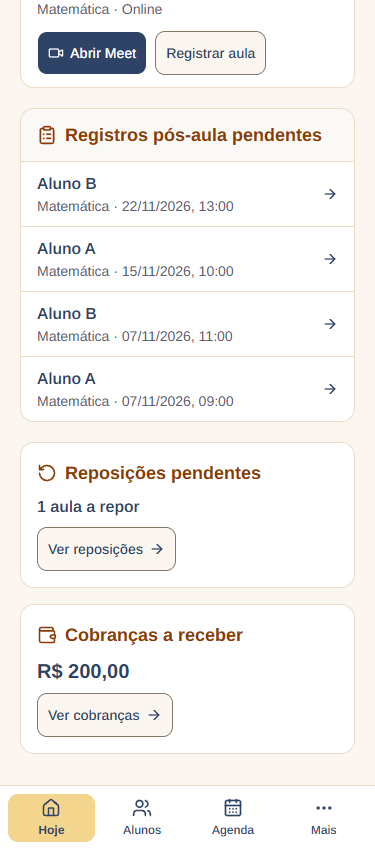 Matemática · Online
Abrir Meet
Registrar aula
Registros pós-aula pendentes
Aluno B
Matemática · 22/11/2026, 13:00
Aluno A
Matemática · 15/11/2026, 10:00
Aluno B
Matemática · 07/11/2026, 11:00
Aluno A
Matemática · 07/11/2026, 09:00
Reposições pendentes
1 aula a repor
Ver reposições
Cobranças a receber
R$ 200,00
Ver cobranças
Hoje
Alunos
Agenda
Mais